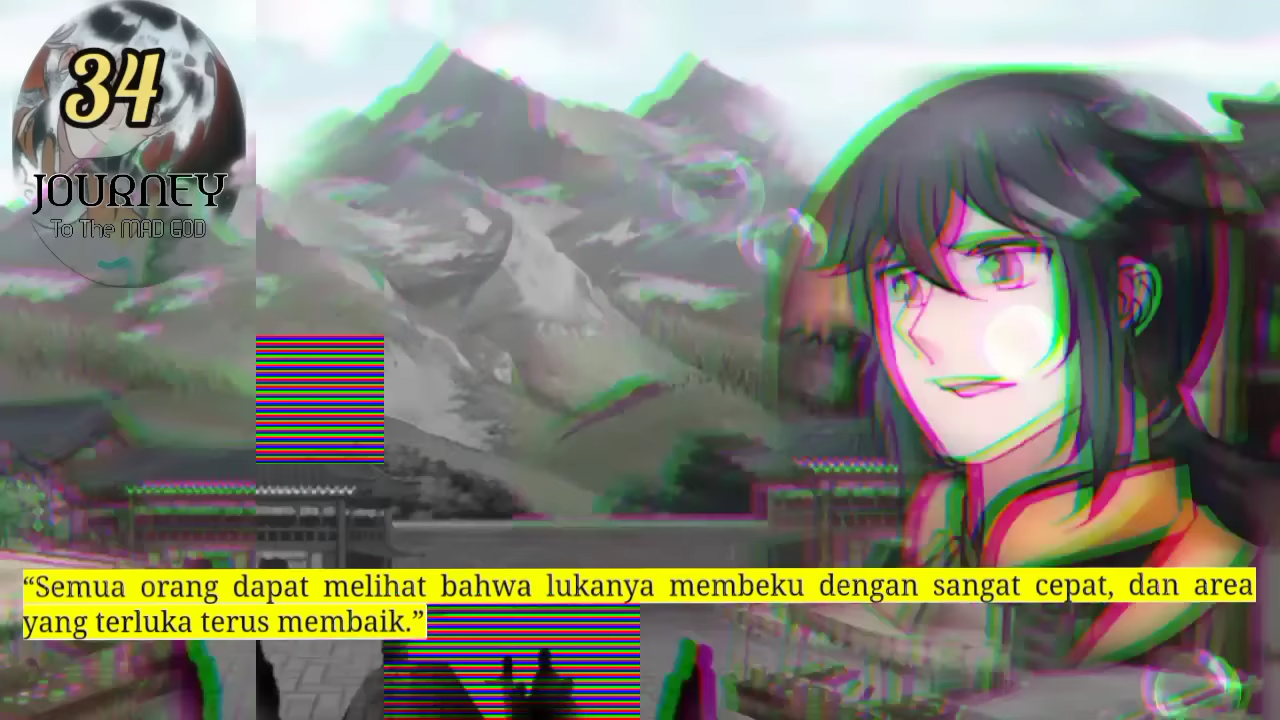 34
JOURNEY
To The MAD GOD
“Semua orang dapat melihat bahwa lukanya membeku dengan sangat cepat, dan area
yang terluka terus membaik.”